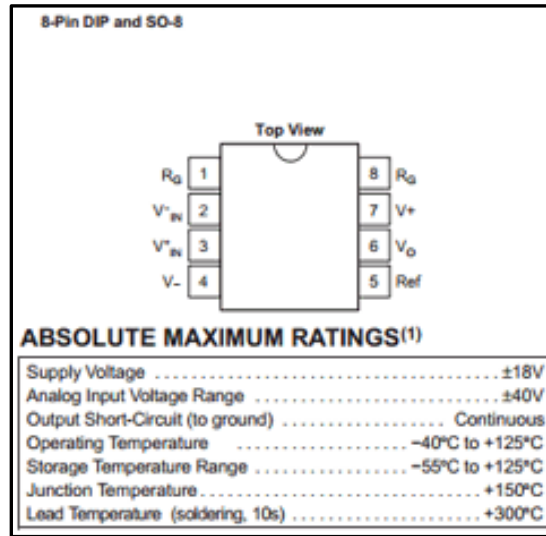 8-Pin DIP and SO-8
Top View
RG 1 8 RG
V-IN 2 7 V+
V+IN 3 6 VO
V– 4 5 Ref
ABSOLUTE MAXIMUM RATINGS(1)
Supply Voltage ..................................... ±18V
Analog Input Voltage Range .......................... ±40V
Output Short-Circuit (to ground) .................. Continuous
Operating Temperature .................. −40°C to +125°C
Storage Temperature Range ................. −55°C to +125°C
Junction Temperature ................................ +150°C
Lead Temperature (soldering, 10s) ..................... +300°C